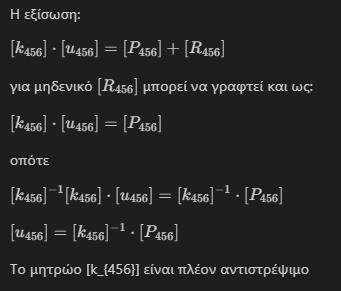 Η εξίσωση:
[k₄₅₆] · [u₄₅₆] = [P₄₅₆] + [R₄₅₆]
για μηδενικό [R₄₅₆] μπορεί να γραφτεί και ως:
[k₄₅₆] · [u₄₅₆] = [P₄₅₆]
οπότε
[k₄₅₆]⁻¹[k₄₅₆] · [u₄₅₆] = [k₄₅₆]⁻¹ · [P₄₅₆]
[u₄₅₆] = [k₄₅₆]⁻¹ · [P₄₅₆]
Το μητρώο [k_{456}] είναι πλέον αντιστρέψιμο